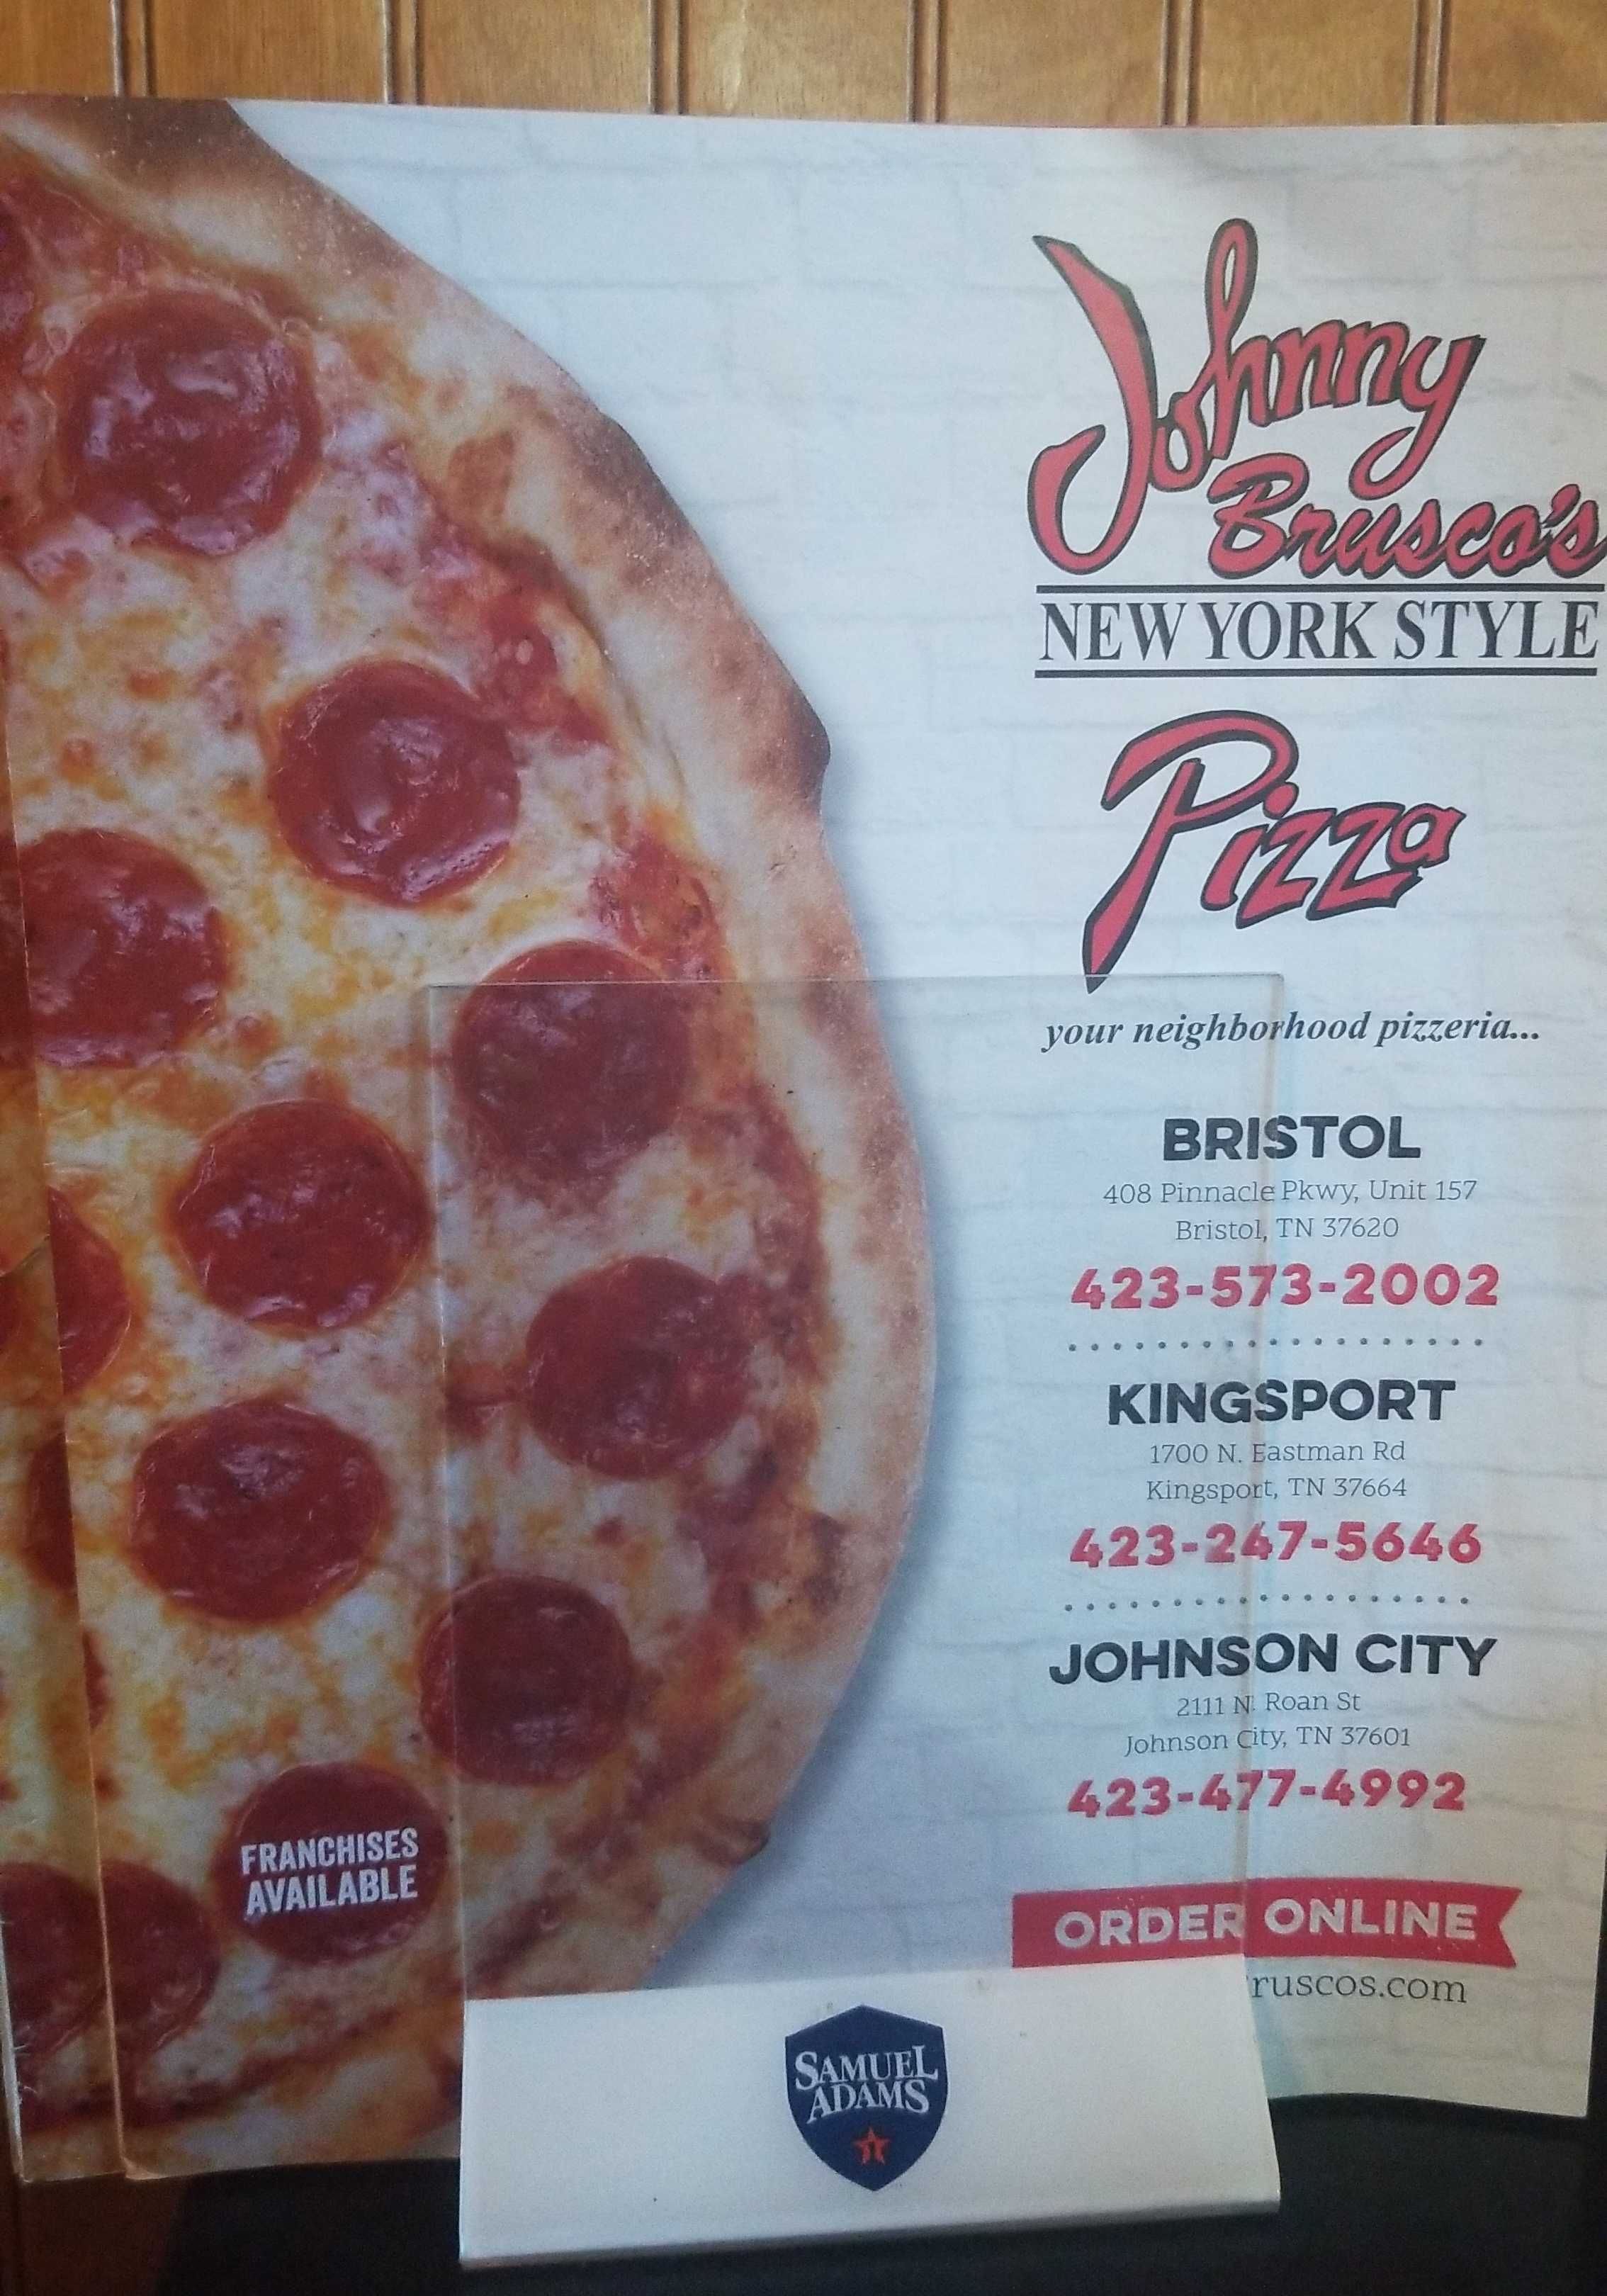 Johnny
Brusco's
NEW YORK STYLE
Pizza
your neighborhood pizzeria...
BRISTOL
408 Pinnacle Pkwy, Unit 157
Bristol, TN 37620
423-573-2002
KINGSPORT
1700 N. Eastman Rd
Kingsport, TN 37664
423-247-5646
JOHNSON CITY
2111 N. Roan St
Johnson City, TN 37601
423-477-4992
FRANCHISES
AVAILABLE
ORDER ONLINE
ruscos.com
SAMUEL
ADAMS